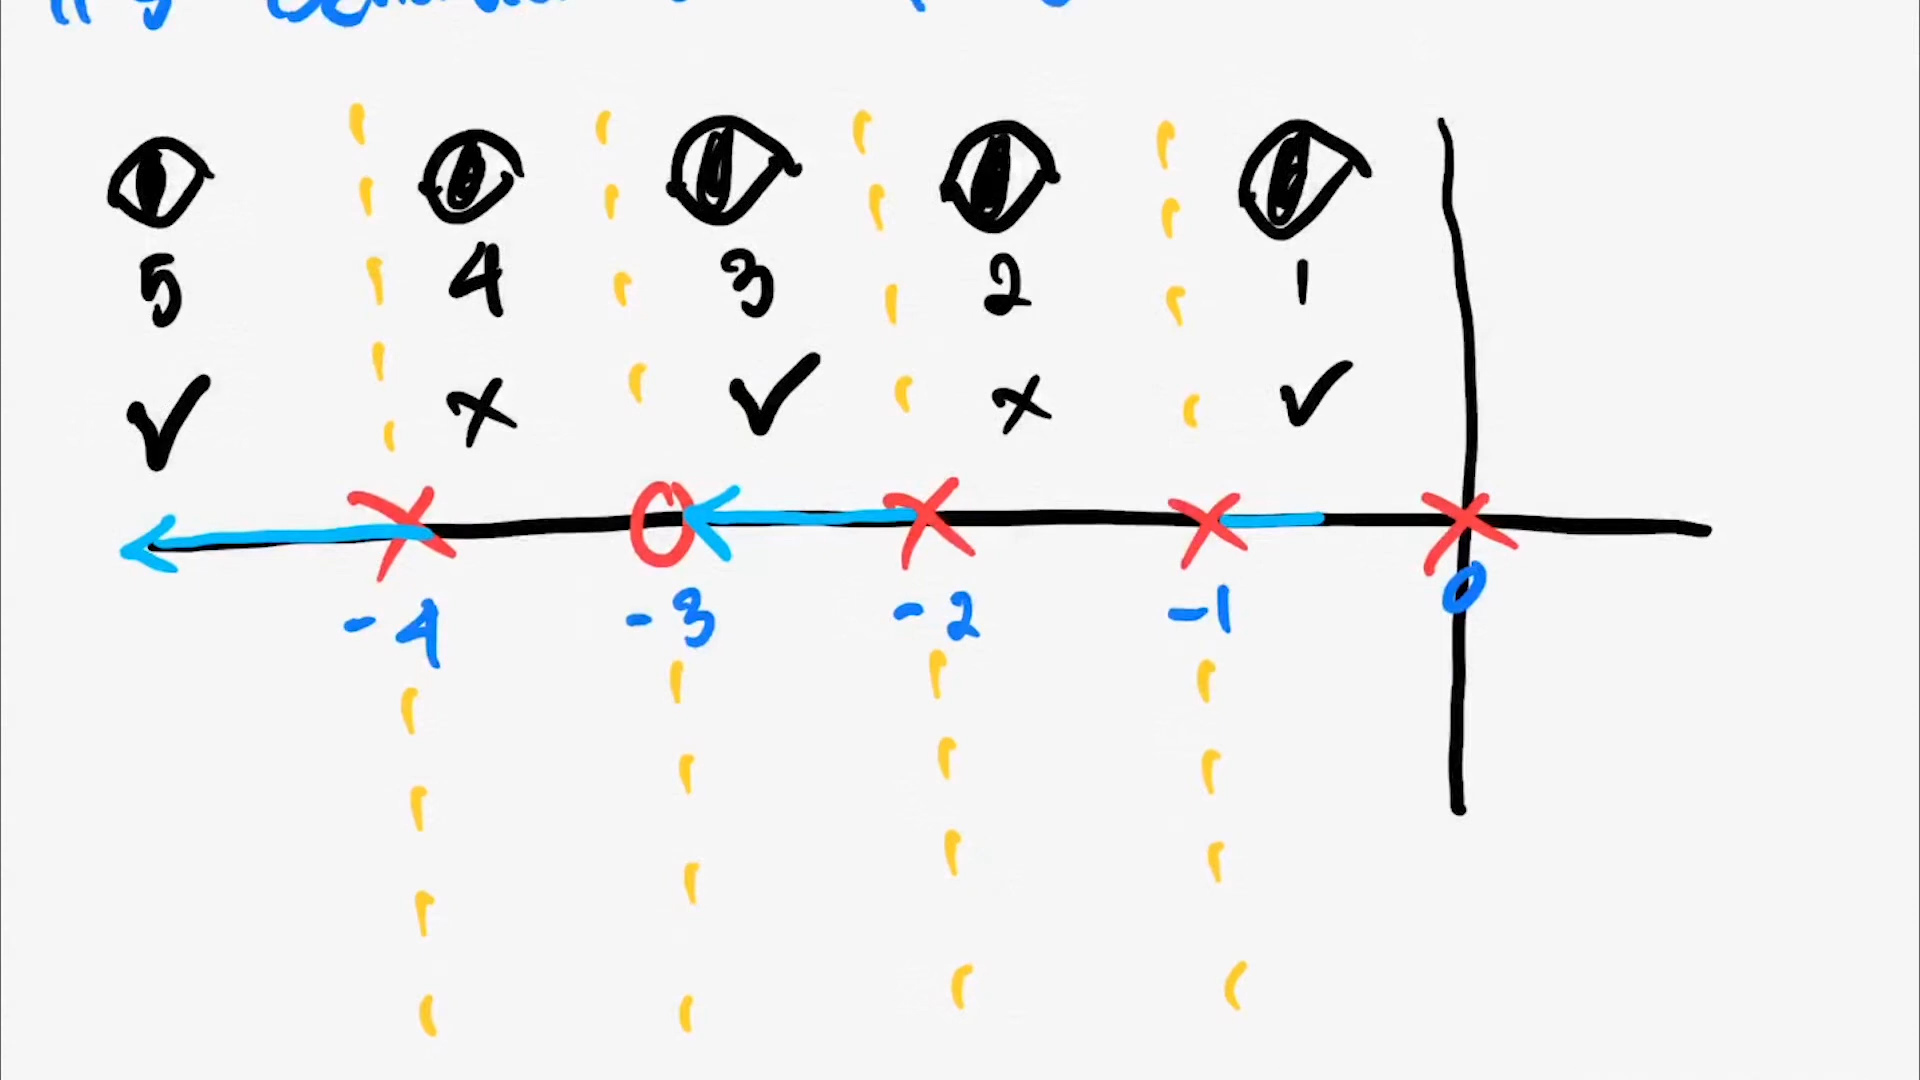 5 4 3 2 1
✓ × ✓ × ✓
-4 -3 -2 -1 0